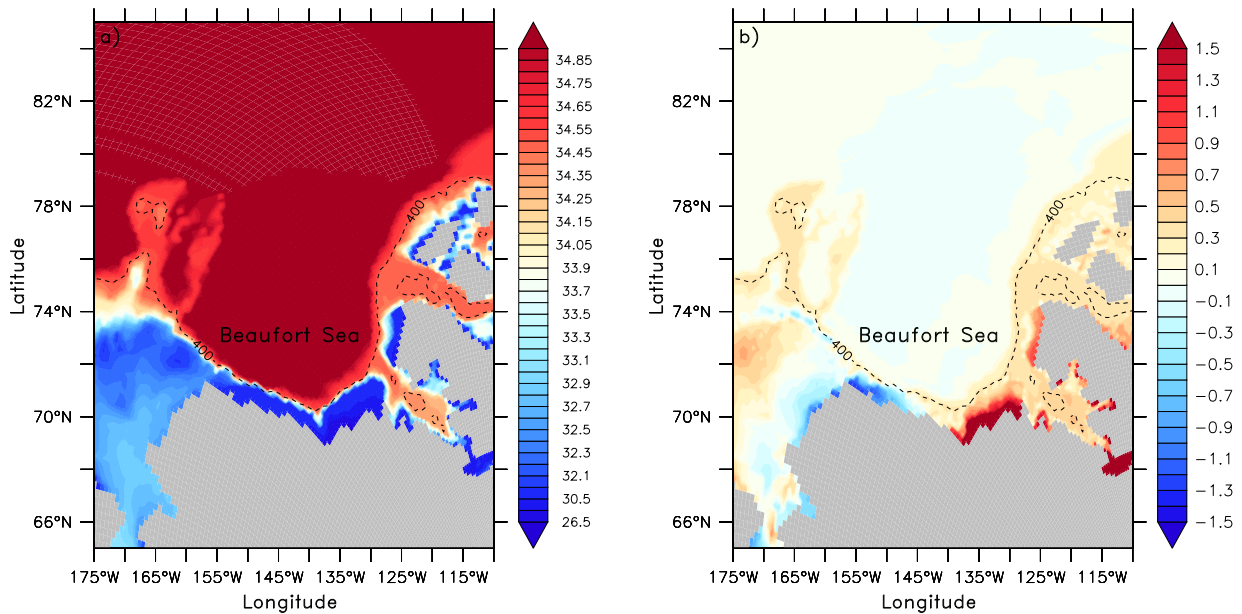 a)
82°N
78°N
74°N
70°N
66°N
Latitude
400
400
Beaufort Sea
175°W 165°W 155°W 145°W 135°W 125°W 115°W
Longitude
34.85
34.75
34.65
34.55
34.45
34.35
34.25
34.15
34.05
33.9
33.7
33.5
33.3
33.1
32.9
32.7
32.5
32.3
32.1
30.5
26.5
b)
82°N
78°N
74°N
70°N
66°N
Latitude
400
400
Beaufort Sea
175°W 165°W 155°W 145°W 135°W 125°W 115°W
Longitude
1.5
1.3
1.1
0.9
0.7
0.5
0.3
0.1
−0.1
−0.3
−0.5
−0.7
−0.9
−1.1
−1.3
−1.5